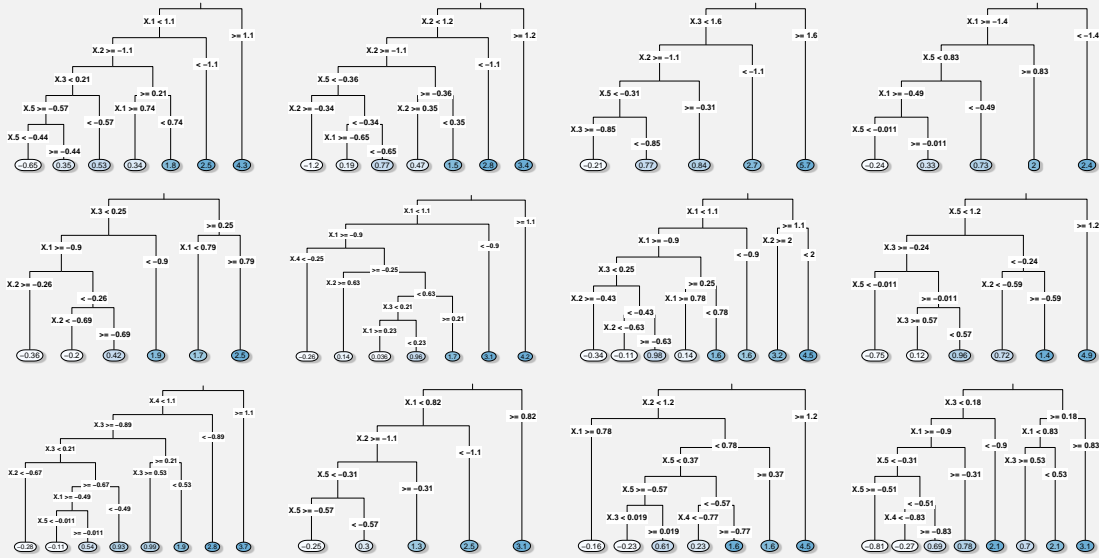 X.1 < 1.1
>= 1.1
X.2 >= −1.1
< −1.1
X.3 < 0.21
>= 0.21
X.5 >= −0.57
< −0.57
X.1 >= 0.74
< 0.74
X.5 < −0.44
>= −0.44
−0.65 0.35 0.53 0.34 1.8 2.5 4.3
X.2 < 1.2
>= 1.2
X.2 >= −1.1
< −1.1
X.5 < −0.36
>= −0.36
X.2 >= −0.34
< −0.34
X.2 >= 0.35
< 0.35
X.1 >= −0.65
< −0.65
−1.2 0.19 0.77 0.47 1.5 2.8 3.4
X.3 < 1.6
>= 1.6
X.2 >= −1.1
< −1.1
X.5 < −0.31
>= −0.31
X.3 >= −0.85
< −0.85
−0.21 0.77 0.84 2.7 5.7
X.1 >= −1.4
< −1.4
X.5 < 0.83
>= 0.83
X.1 >= −0.49
< −0.49
X.5 < −0.011
>= −0.011
−0.24 0.33 0.73 2 2.4
X.3 < 0.25
>= 0.25
X.1 >= −0.9
< −0.9
X.1 < 0.79
>= 0.79
X.2 >= −0.26
< −0.26
X.2 < −0.69
>= −0.69
−0.36 −0.2 0.42 1.9 1.7 2.5
X.1 < 1.1
>= 1.1
X.1 >= −0.9
< −0.9
X.4 < −0.25
>= −0.25
X.2 >= 0.63
< 0.63
X.3 < 0.21
>= 0.21
X.1 >= 0.23
< 0.23
−0.26 0.14 0.036 0.96 1.7 3.1 4.2
X.1 < 1.1
>= 1.1
X.1 >= −0.9
< −0.9
X.2 >= 2
< 2
X.3 < 0.25
>= 0.25
X.2 >= −0.43
< −0.43
X.1 >= 0.78
< 0.78
X.2 < −0.63
>= −0.63
−0.34 −0.11 0.98 0.14 1.6 1.6 3.2 4.5
X.5 < 1.2
>= 1.2
X.3 >= −0.24
< −0.24
X.5 < −0.011
>= −0.011
X.2 < −0.59
>= −0.59
X.3 >= 0.57
< 0.57
−0.75 0.12 0.96 0.72 1.4 4.9
X.4 < 1.1
>= 1.1
X.3 >= −0.89
< −0.89
X.3 < 0.21
>= 0.21
X.2 < −0.67
>= −0.67
X.3 >= 0.53
< 0.53
X.1 >= −0.49
< −0.49
X.5 < −0.011
>= −0.011
−0.28 −0.11 0.54 0.93 0.99 1.9 2.8 3.7
X.1 < 0.82
>= 0.82
X.2 >= −1.1
< −1.1
X.5 < −0.31
>= −0.31
X.5 >= −0.57
< −0.57
−0.25 0.3 1.3 2.5 3.1
X.2 < 1.2
>= 1.2
X.1 >= 0.78
< 0.78
X.5 < 0.37
>= 0.37
X.5 >= −0.57
< −0.57
X.3 < 0.019
>= 0.019
X.4 < −0.77
>= −0.77
−0.16 −0.23 0.61 0.23 1.6 1.6 4.5
X.3 < 0.18
>= 0.18
X.1 >= −0.9
< −0.9
X.1 < 0.83
>= 0.83
X.5 < −0.31
>= −0.31
X.3 >= 0.53
< 0.53
X.5 >= −0.51
< −0.51
X.4 < −0.83
>= −0.83
−0.81 −0.27 0.69 0.78 2.1 0.7 2.1 3.1